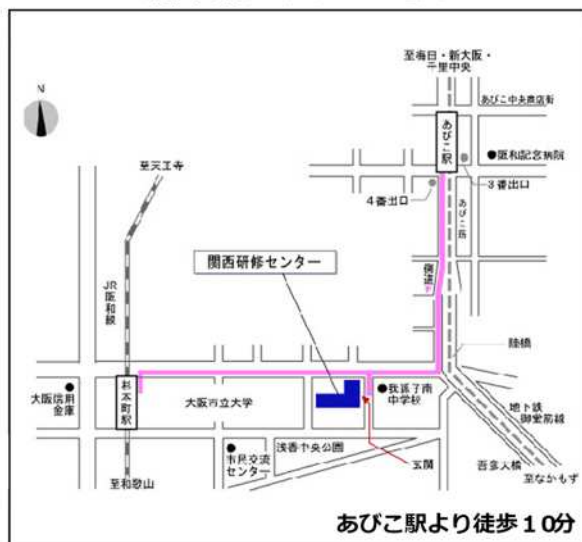 至梅田・新大阪・
千里中央
N
あびこ中央商店街
あびこ駅
●阪和記念病院
至天王寺
3番出口
4番出口
あびこ筋
関西研修センター
側道
JR
阪和線
陸橋
杉本町駅
大阪信用
金庫
大阪市立大学
●我孫子南
中学校
地下鉄
御堂筋線
市民交流
センター
浅香中央公園
玄関
吾彦大橋
至和歌山
至なかもず
あびこ駅より徒歩10分